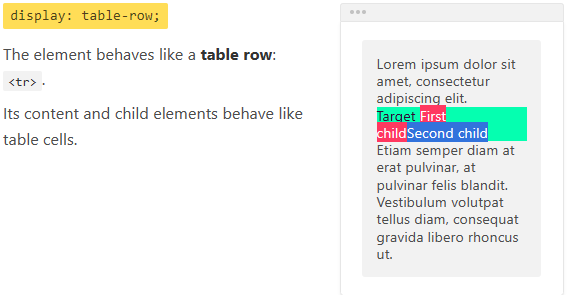 display: table-row;
The element behaves like a table row:
<tr>.
Its content and child elements behave like
table cells.
Lorem ipsum dolor sit
amet, consectetur
adipiscing elit.
Target First
childSecond child
Etiam semper diam at
erat pulvinar, at
pulvinar felis blandit.
Vestibulum volutpat
tellus diam, consequat
gravida libero rhoncus
ut.